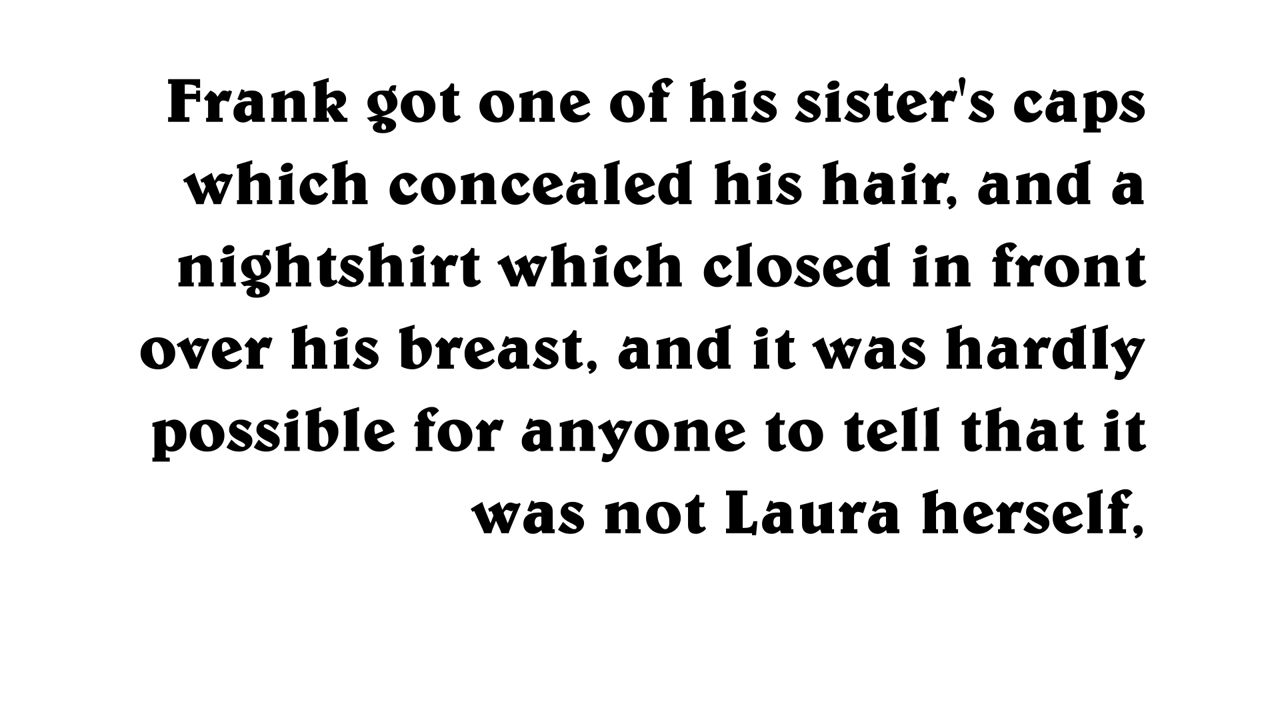 Frank got one of his sister's caps
which concealed his hair, and a
nightshirt which closed in front
over his breast, and it was hardly
possible for anyone to tell that it
was not Laura herself,